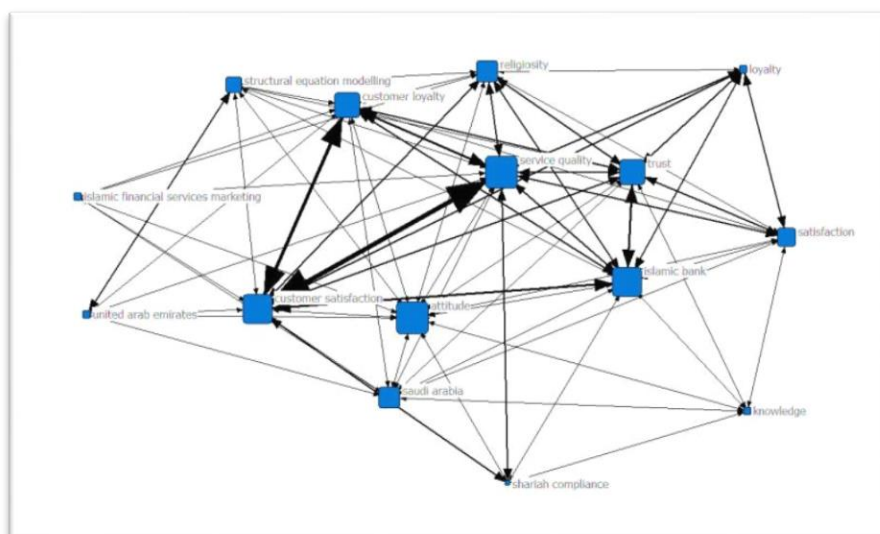 religiosity
loyalty
structural equation modelling
customer loyalty
service quality
trust
islamic financial services marketing
satisfaction
islamic bank
customer satisfaction
attitude
united arab emirates
saudi arabia
knowledge
shariah compliance